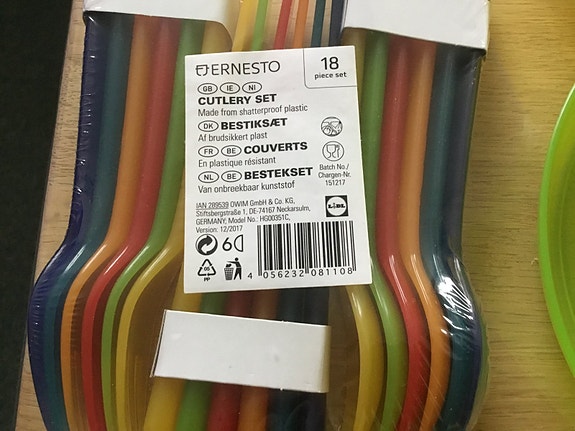 ERNESTO
18
piece set
GB IE NI
CUTLERY SET
Made from shatterproof plastic
DK BESTIKSÆT
Af brudsikkert plast
FR BE COUVERTS
En plastique résistant
NL BE BESTEKSET
Van onbreekbaar kunststof
Batch No./
Chargen-Nr.
151217
IAN 289539 OWIM GmbH & Co. KG,
Stiftsbergstraße 1, DE-74167 Neckarsulm,
GERMANY, Model No.: HG00351C,
Version: 12/2017
LIDL
6
05
PP
4 056232 081108